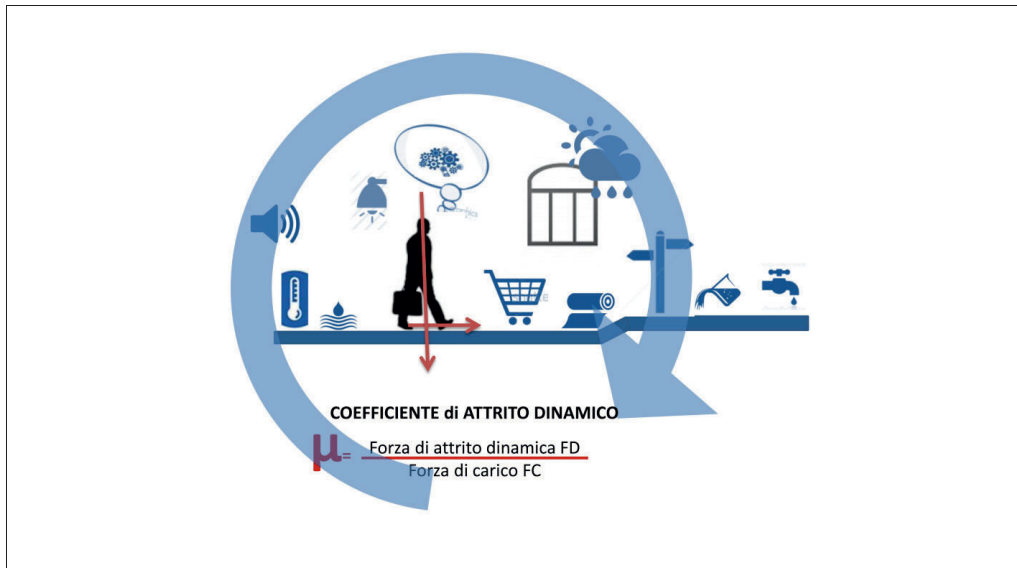 COEFFICIENTE di ATTRITO DINAMICO
μ= Forza di attrito dinamica FD
Forza di carico FC